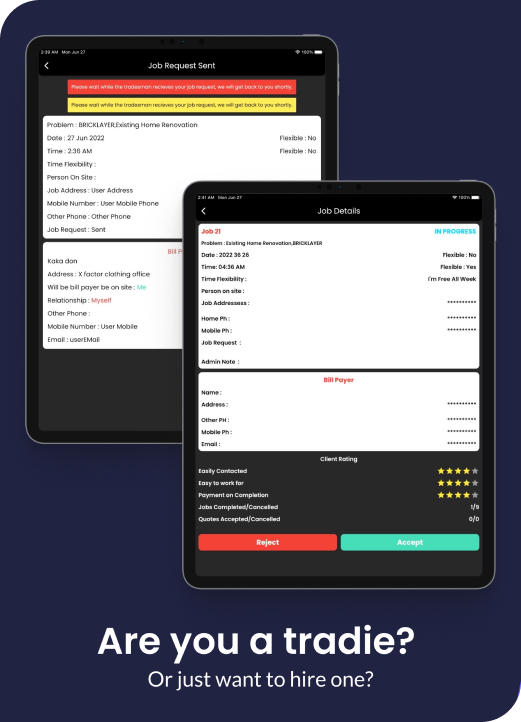 2:39 AM Mon Jun 27
100%
Job Request Sent
Please wait while the tradesman recieves your job request, we will get back to you shortly.
Please wait while the tradesman recieves your job request, we will get back to you shortly.
Problem : BRICKLAYER,Existing Home Renovation
Date : 27 Jun 2022 Flexible : No
Time : 2:36 AM Flexible : No
Time Flexibility :
Person On Site :
Job Address : User Address
Mobile Number : User Mobile Phone
Other Phone : Other Phone
Job Request : Sent
Bill P
Kaka don
Address : X factor clothing office
Will be bill payer be on site : Me
Relationship : Myself
Other Phone :
Mobile Number : User Mobile
Email : userEMail
2:41 AM Mon Jun 27
100%
Job Details
Job 21 IN PROGRESS
Problem : Existing Home Renovation,BRICKLAYER
Date : 2022 36 26 Flexible : No
Time: 04:36 AM Flexible : Yes
Time Flexibility : I'm Free All Week
Person on site :
Job Addressess : **********
Home Ph : **********
Mobile Ph : **********
Job Request :
Admin Note :
Bill Payer
Name :
Address : **********
Other PH : **********
Mobile Ph : **********
Email : **********
Client Rating
Easily Contacted
Easy to work for
Payment on Completion
Jobs Completed/Cancelled 1/9
Quotes Accepted/Cancelled 0/0
Reject Accept
Are you a tradie?
Or just want to hire one?